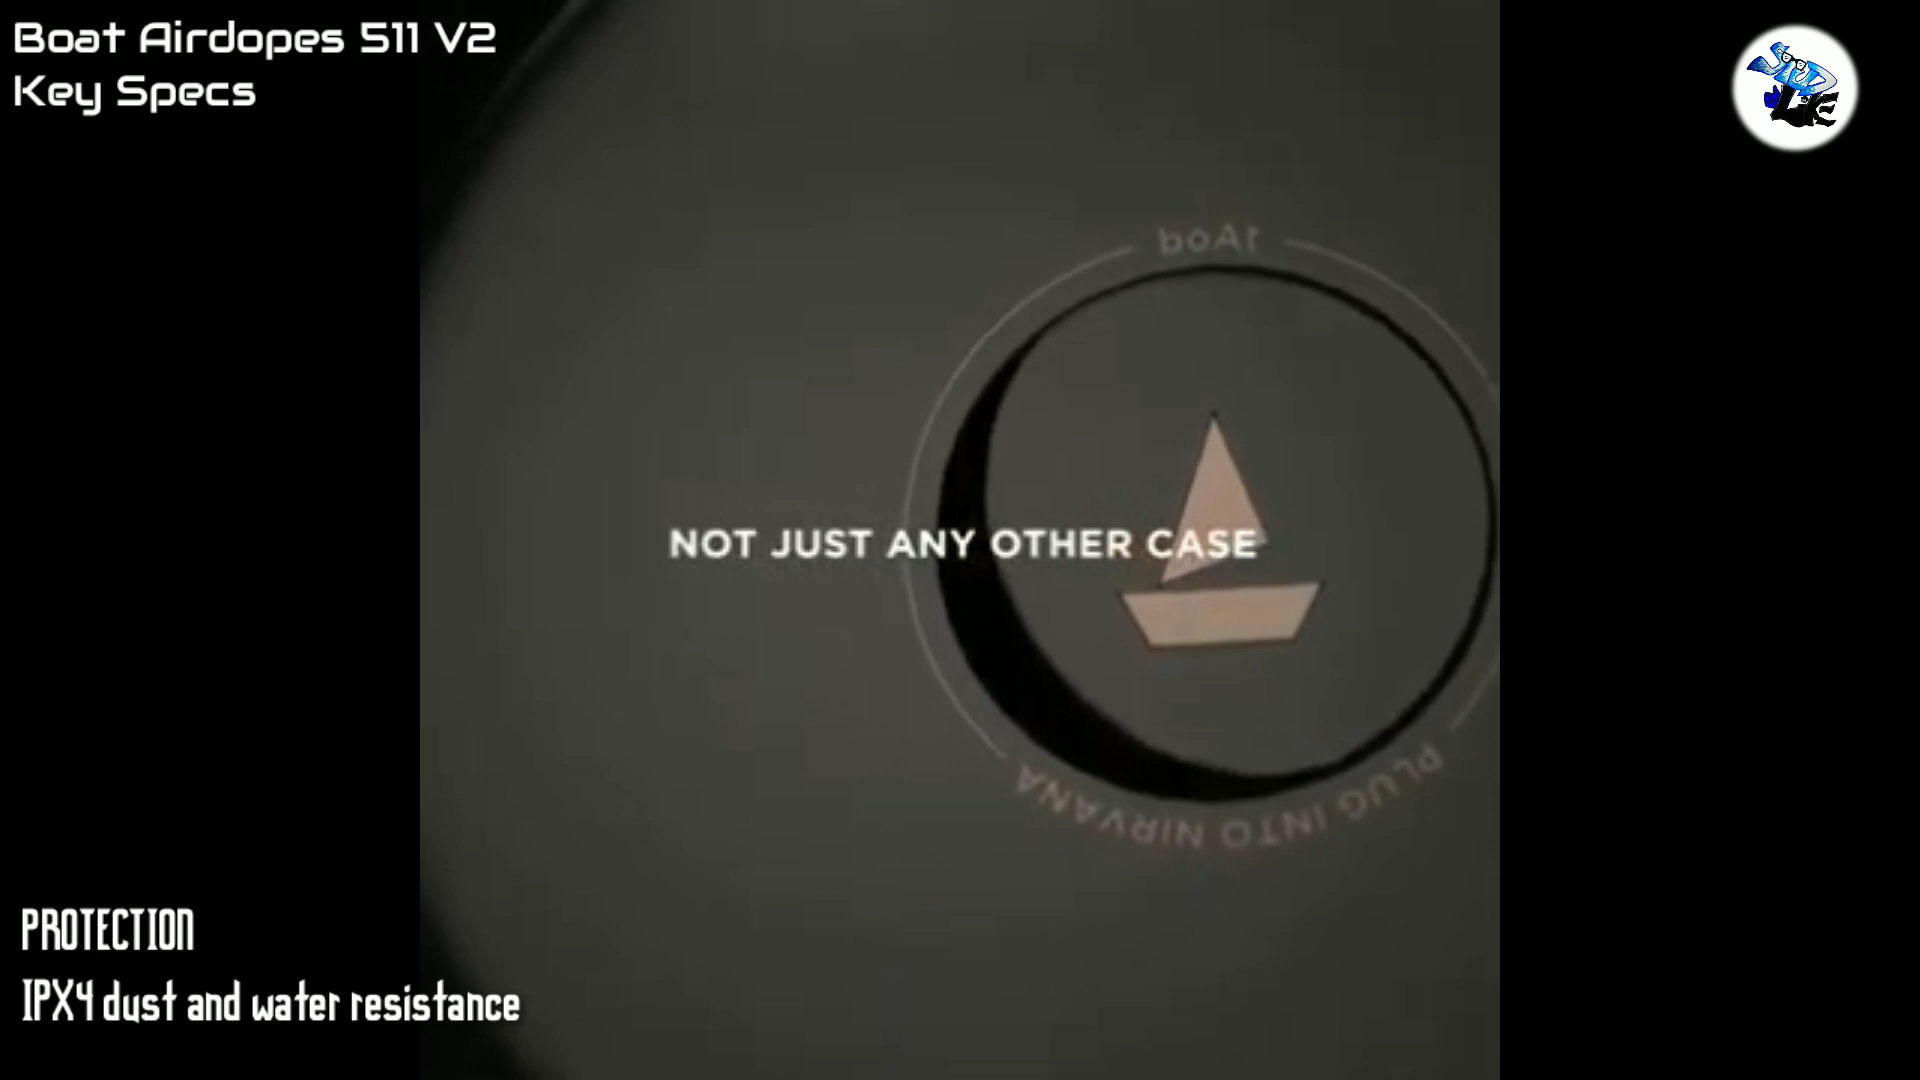 Boat Airdopes 511 V2
Key Specs
boAt
NOT JUST ANY OTHER CASE
PLUG INTO NIRVANA
PROTECTION
IPX4 dust and water resistance